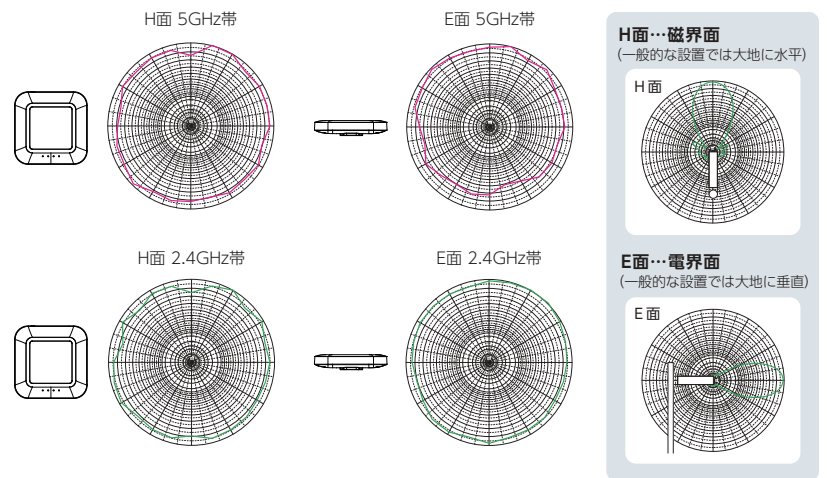 H面 5GHz帯
E面 5GHz帯
H面 2.4GHz帯
E面 2.4GHz帯
H面…磁界面
(一般的な設置では大地に水平)
H面
E面…電界面
(一般的な設置では大地に垂直)
E面